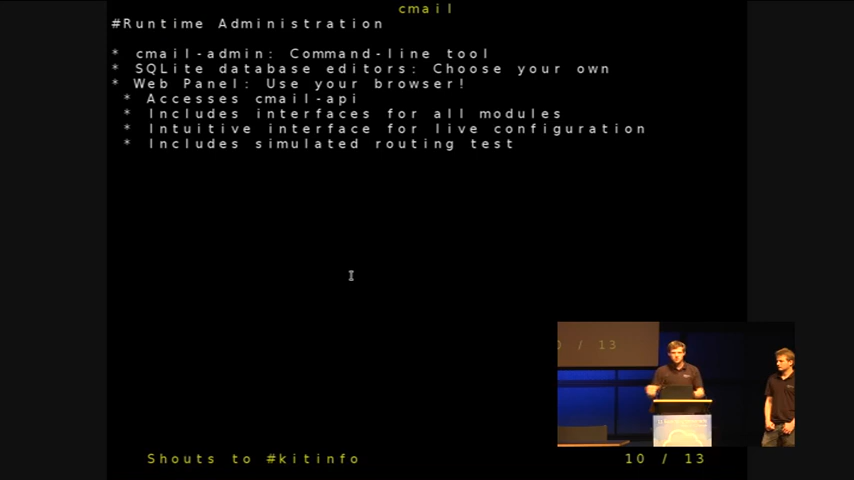 cmail
#Runtime Administration
* cmail-admin: Command-line tool
* SQLite database editors: Choose your own
* Web Panel: Use your browser!
* Accesses cmail-api
* Includes interfaces for all modules
* Intuitive interface for live configuration
* Includes simulated routing test
/ 13
Shouts to #kitinfo
10 / 13